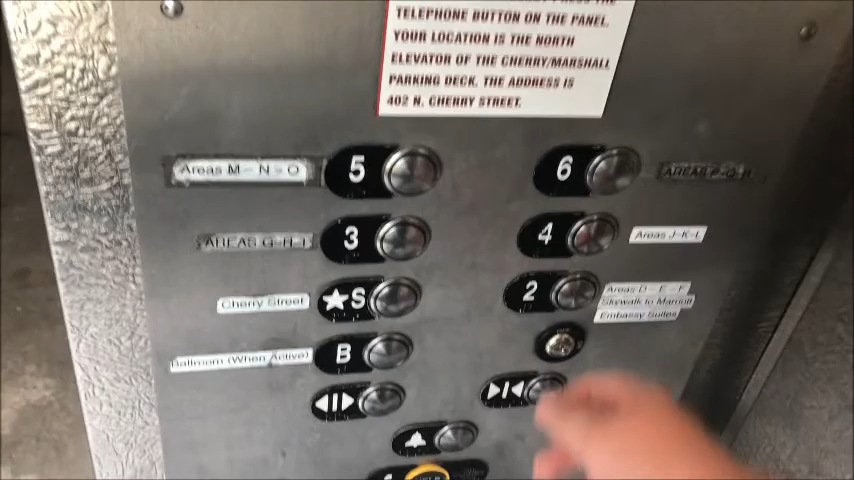 TELEPHONE BUTTON ON THE PANEL.
YOUR LOCATION IS THE NORTH
ELEVATOR OF THE CHERRY/MARSHALL
PARKING DECK. THE ADDRESS IS
402 N. CHERRY STREET.
Areas M - N - O
5
6
AREAS P-Q-R
AREAS G-H-I
3
4
Areas J-K-L
Cherry Street
★S
2
Areas D - E - F
Skywalk to Marriott
Embassy Suites
Ballroom (When Active)
B